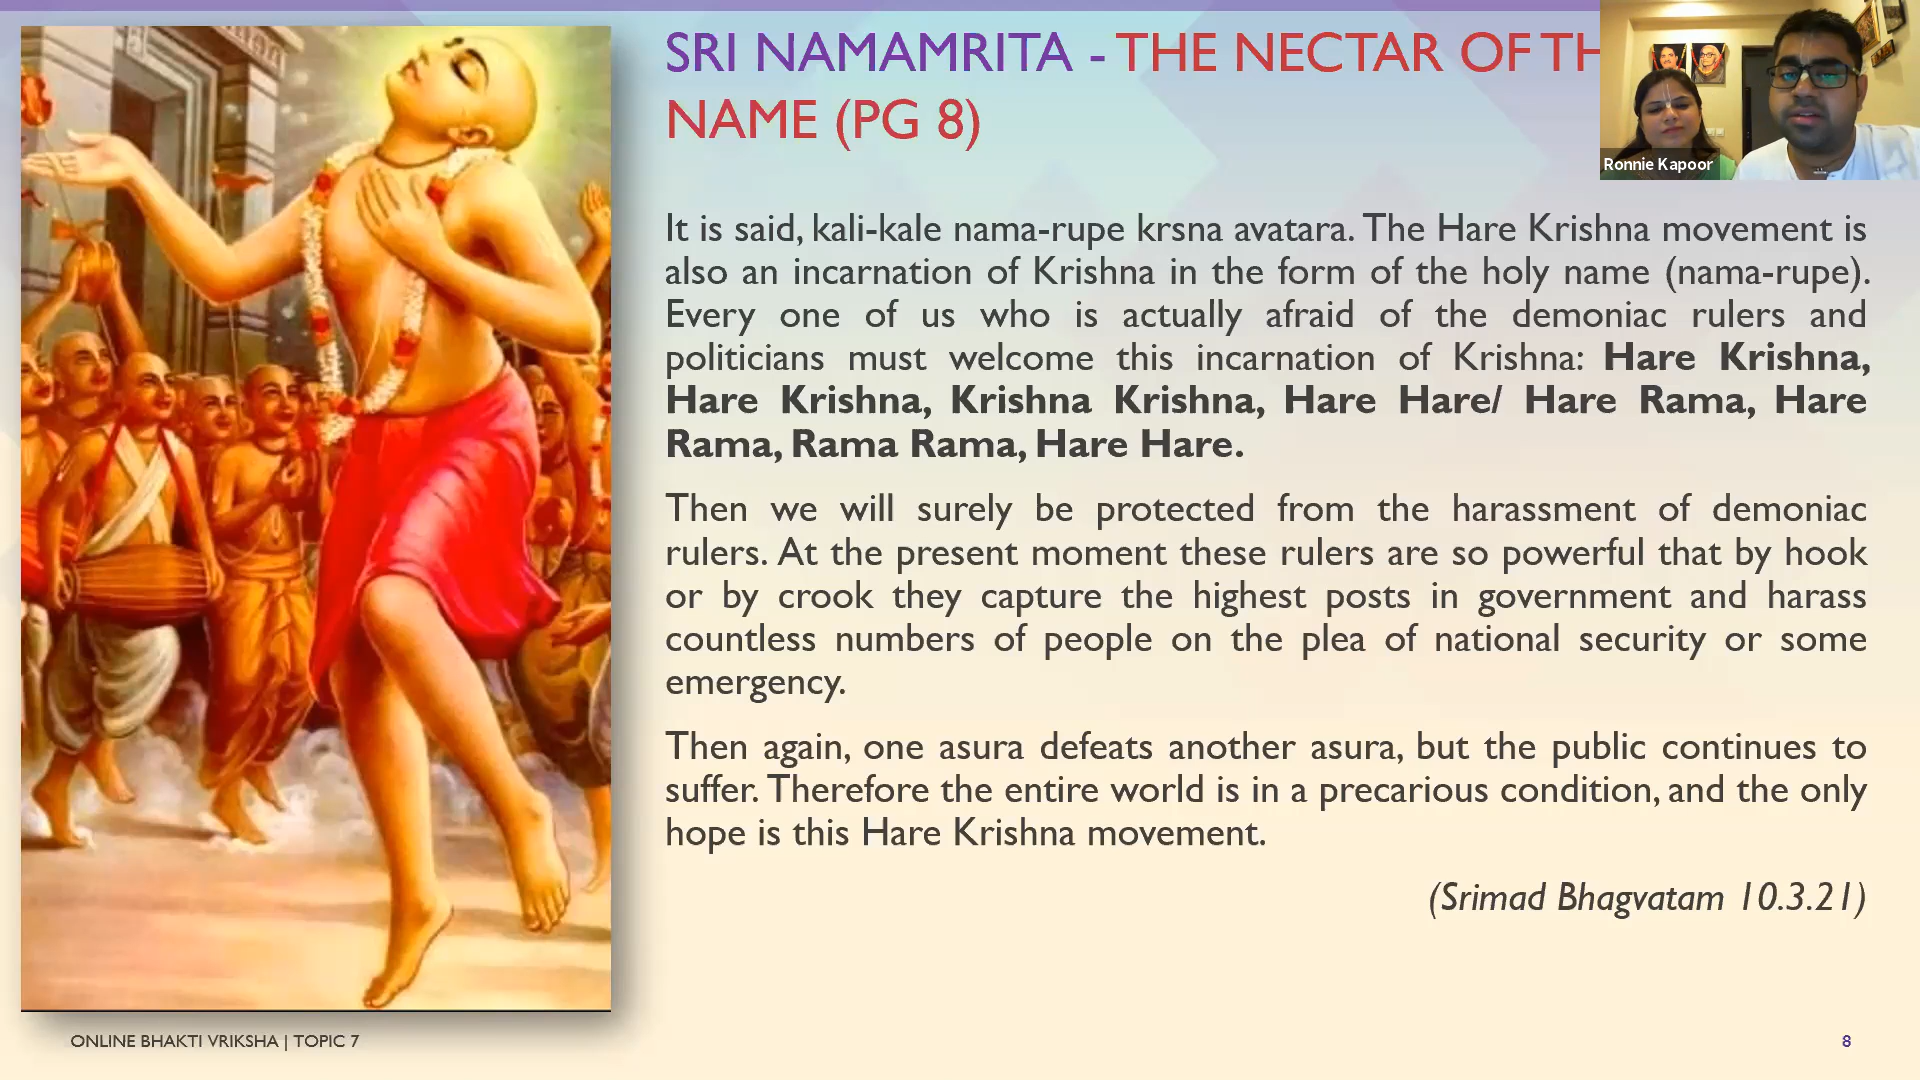 SRI NAMAMRITA - THE NECTAR OF TH
NAME (PG 8)
Ronnie Kapoor
It is said, kali-kale nama-rupe krsna avatara. The Hare Krishna movement is
also an incarnation of Krishna in the form of the holy name (nama-rupe).
Every one of us who is actually afraid of the demoniac rulers and
politicians must welcome this incarnation of Krishna: Hare Krishna,
Hare Krishna, Krishna Krishna, Hare Hare/ Hare Rama, Hare
Rama, Rama Rama, Hare Hare.
Then we will surely be protected from the harassment of demoniac
rulers. At the present moment these rulers are so powerful that by hook
or by crook they capture the highest posts in government and harass
countless numbers of people on the plea of national security or some
emergency.
Then again, one asura defeats another asura, but the public continues to
suffer. Therefore the entire world is in a precarious condition, and the only
hope is this Hare Krishna movement.
(Srimad Bhagvatam 10.3.21)
ONLINE BHAKTI VRIKSHA | TOPIC 7
8